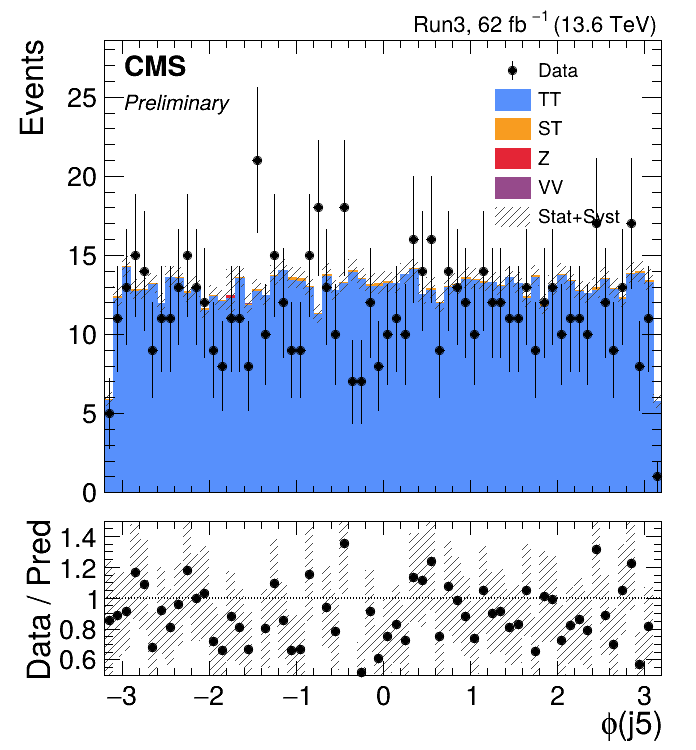 Run3, 62 fb⁻¹ (13.6 TeV)
Events
CMS
Preliminary
Data
TT
ST
Z
VV
Stat+Syst
25
20
15
10
5
0
Data / Pred
1.4
1.2
1
0.8
0.6
−3 −2 −1 0 1 2 3
ϕ(j5)